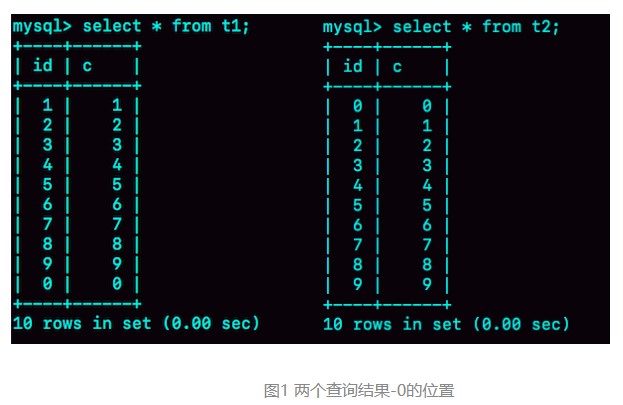 mysql> select * from t1;
+----+------+
| id | c    |
+----+------+
|  1 |    1 |
|  2 |    2 |
|  3 |    3 |
|  4 |    4 |
|  5 |    5 |
|  6 |    6 |
|  7 |    7 |
|  8 |    8 |
|  9 |    9 |
|  0 |    0 |
+----+------+
10 rows in set (0.00 sec)
mysql> select * from t2;
+----+------+
| id | c    |
+----+------+
|  0 |    0 |
|  1 |    1 |
|  2 |    2 |
|  3 |    3 |
|  4 |    4 |
|  5 |    5 |
|  6 |    6 |
|  7 |    7 |
|  8 |    8 |
|  9 |    9 |
+----+------+
10 rows in set (0.00 sec)
图1 两个查询结果-0的位置